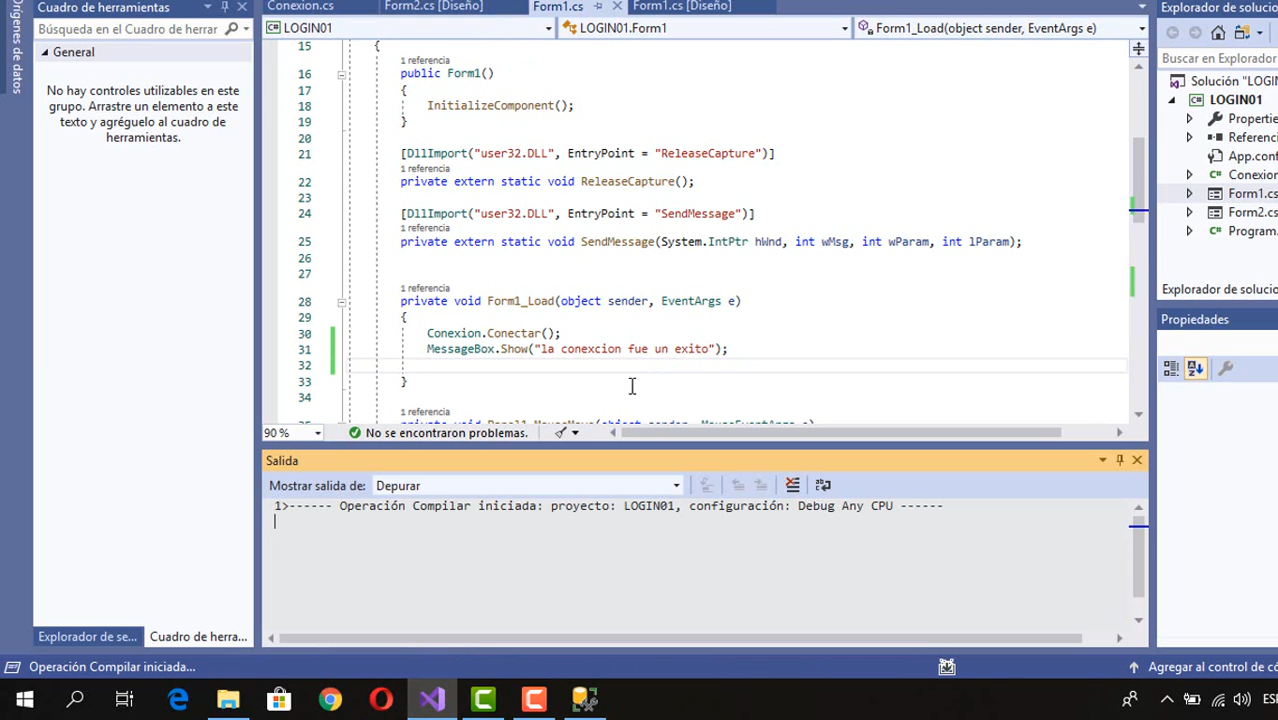 Orígenes de datos
Cuadro de herramientas
Búsqueda en el Cuadro de herrar
General
No hay controles utilizables en este
grupo. Arrastre un elemento a este
texto y agréguelo al cuadro de
herramientas.
Explorador de se...
Cuadro de herra...
Conexion.cs
Form2.cs [Diseño]
Form1.cs
Form1.cs [Diseño]
LOGIN01
LOGIN01.Form1
Form1_Load(object sender, EventArgs e)
15 {
1 referencia
16 public Form1()
17 {
18 InitializeComponent();
19 }
20
21 [DllImport("user32.DLL", EntryPoint = "ReleaseCapture")]
1 referencia
22 private extern static void ReleaseCapture();
23
24 [DllImport("user32.DLL", EntryPoint = "SendMessage")]
1 referencia
25 private extern static void SendMessage(System.IntPtr hWnd, int wMsg, int wParam, int lParam);
26
27
1 referencia
28 private void Form1_Load(object sender, EventArgs e)
29 {
30 Conexion.Conectar();
31 MessageBox.Show("la conexcion fue un exito");
32
33 }
34
1 referencia
90 %
No se encontraron problemas.
Salida
Mostrar salida de:
Depurar
1>------ Operación Compilar iniciada: proyecto: LOGIN01, configuración: Debug Any CPU ------
Explorador de solucio
Buscar en Explorador
Solución "LOGI
C# LOGIN01
Propertie
Referenc
App.conf
C# Conexion
Form1.cs
Form2.cs
C# Program.
Explorador de solucio
Propiedades
Operación Compilar iniciada...
Agregar al control de có
ES